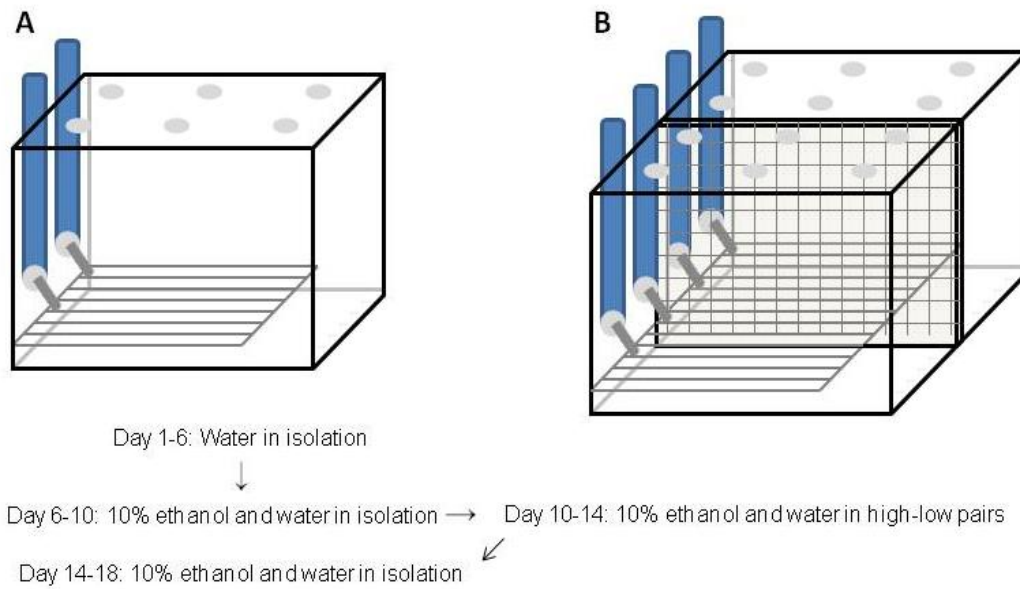 A
B
Day 1-6: Water in isolation
Day 6-10: 10% ethanol and water in isolation → Day 10-14: 10% ethanol and water in high-low pairs
Day 14-18: 10% ethanol and water in isolation